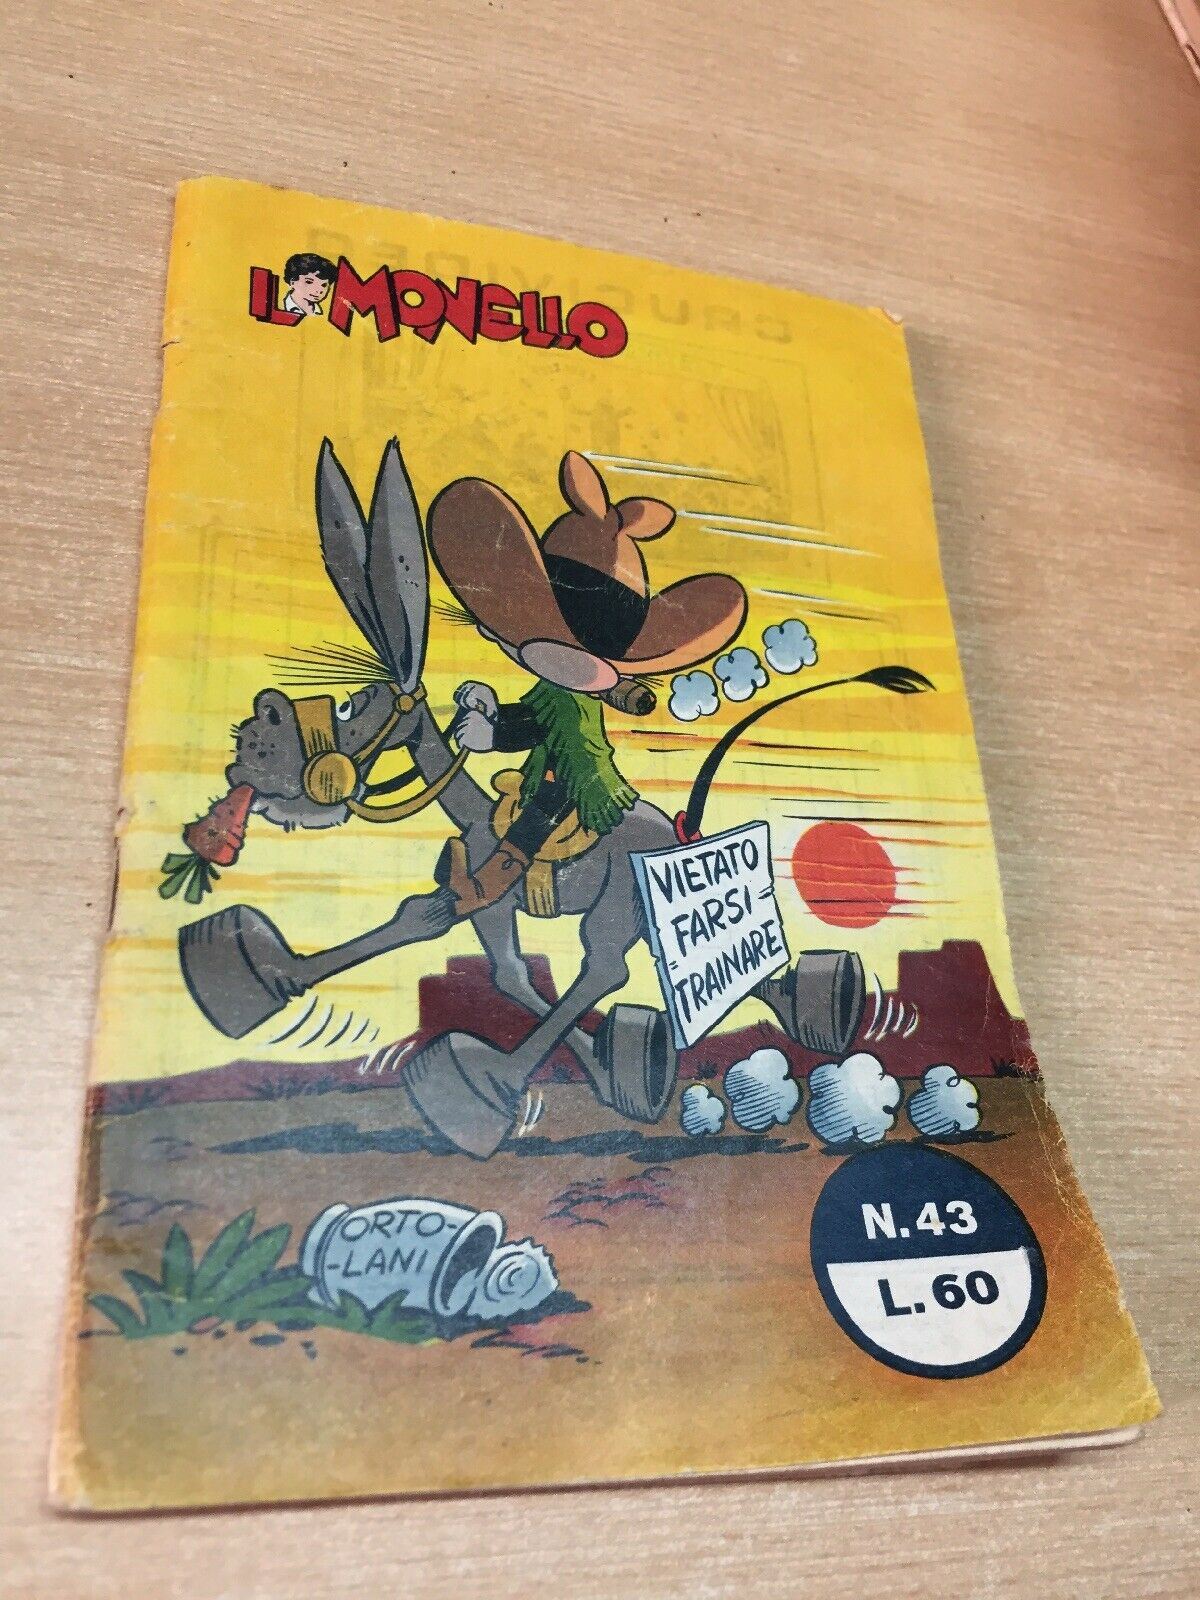 IL MONELLO
VIETATO
FARSI-
-TRAINARE-
ORTO-
-LANI
N.43
L.60